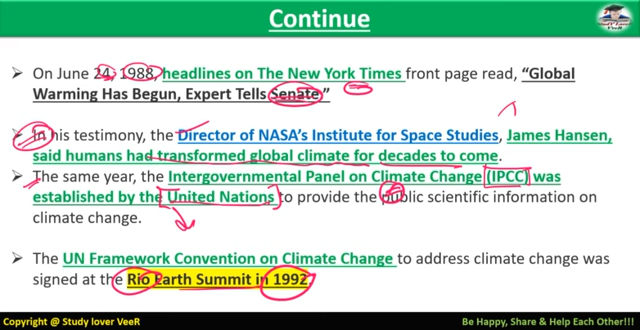 Continue
StudY Lover
VeeR
➢ On June 24, 1988, headlines on The New York Times front page read, “Global
Warming Has Begun, Expert Tells Senate.”
➢ In his testimony, the Director of NASA’s Institute for Space Studies, James Hansen,
said humans had transformed global climate for decades to come.
➢ The same year, the Intergovernmental Panel on Climate Change (IPCC) was
established by the United Nations to provide the public scientific information on
climate change.
➢ The UN Framework Convention on Climate Change to address climate change was
signed at the Rio Earth Summit in 1992.
Copyright @ Study lover VeeR
Be Happy, Share & Help Each Other!!!